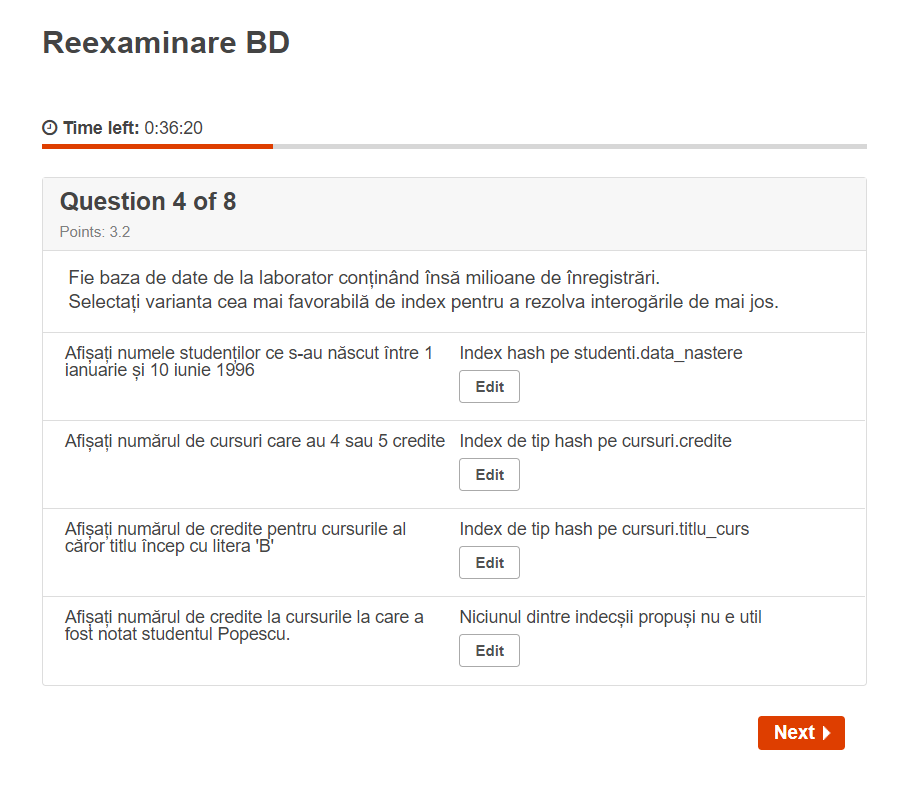 Reexaminare BD
Time left: 0:36:20
Question 4 of 8
Points: 3.2
Fie baza de date de la laborator conținând însă milioane de înregistrări.
Selectați varianta cea mai favorabilă de index pentru a rezolva interogările de mai jos.
Afișați numele studenților ce s-au născut între 1
ianuarie și 10 iunie 1996
Index hash pe studenti.data_nastere
Edit
Afișați numărul de cursuri care au 4 sau 5 credite
Index de tip hash pe cursuri.credite
Edit
Afișați numărul de credite pentru cursurile al
căror titlu încep cu litera 'B'
Index de tip hash pe cursuri.titlu_curs
Edit
Afișați numărul de credite la cursurile la care a
fost notat studentul Popescu.
Niciunul dintre indecșii propuși nu e util
Edit
Next